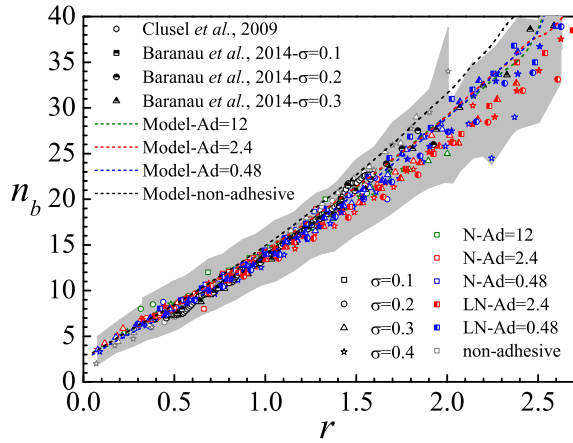 40
35
30
25
20
15
10
5
0
n_b
Clusel et al., 2009
Baranau et al., 2014-σ=0.1
Baranau et al., 2014-σ=0.2
Baranau et al., 2014-σ=0.3
Model-Ad=12
Model-Ad=2.4
Model-Ad=0.48
Model-non-adhesive
σ=0.1
σ=0.2
σ=0.3
σ=0.4
N-Ad=12
N-Ad=2.4
N-Ad=0.48
LN-Ad=2.4
LN-Ad=0.48
non-adhesive
0.0 0.5 1.0 1.5 2.0 2.5
r